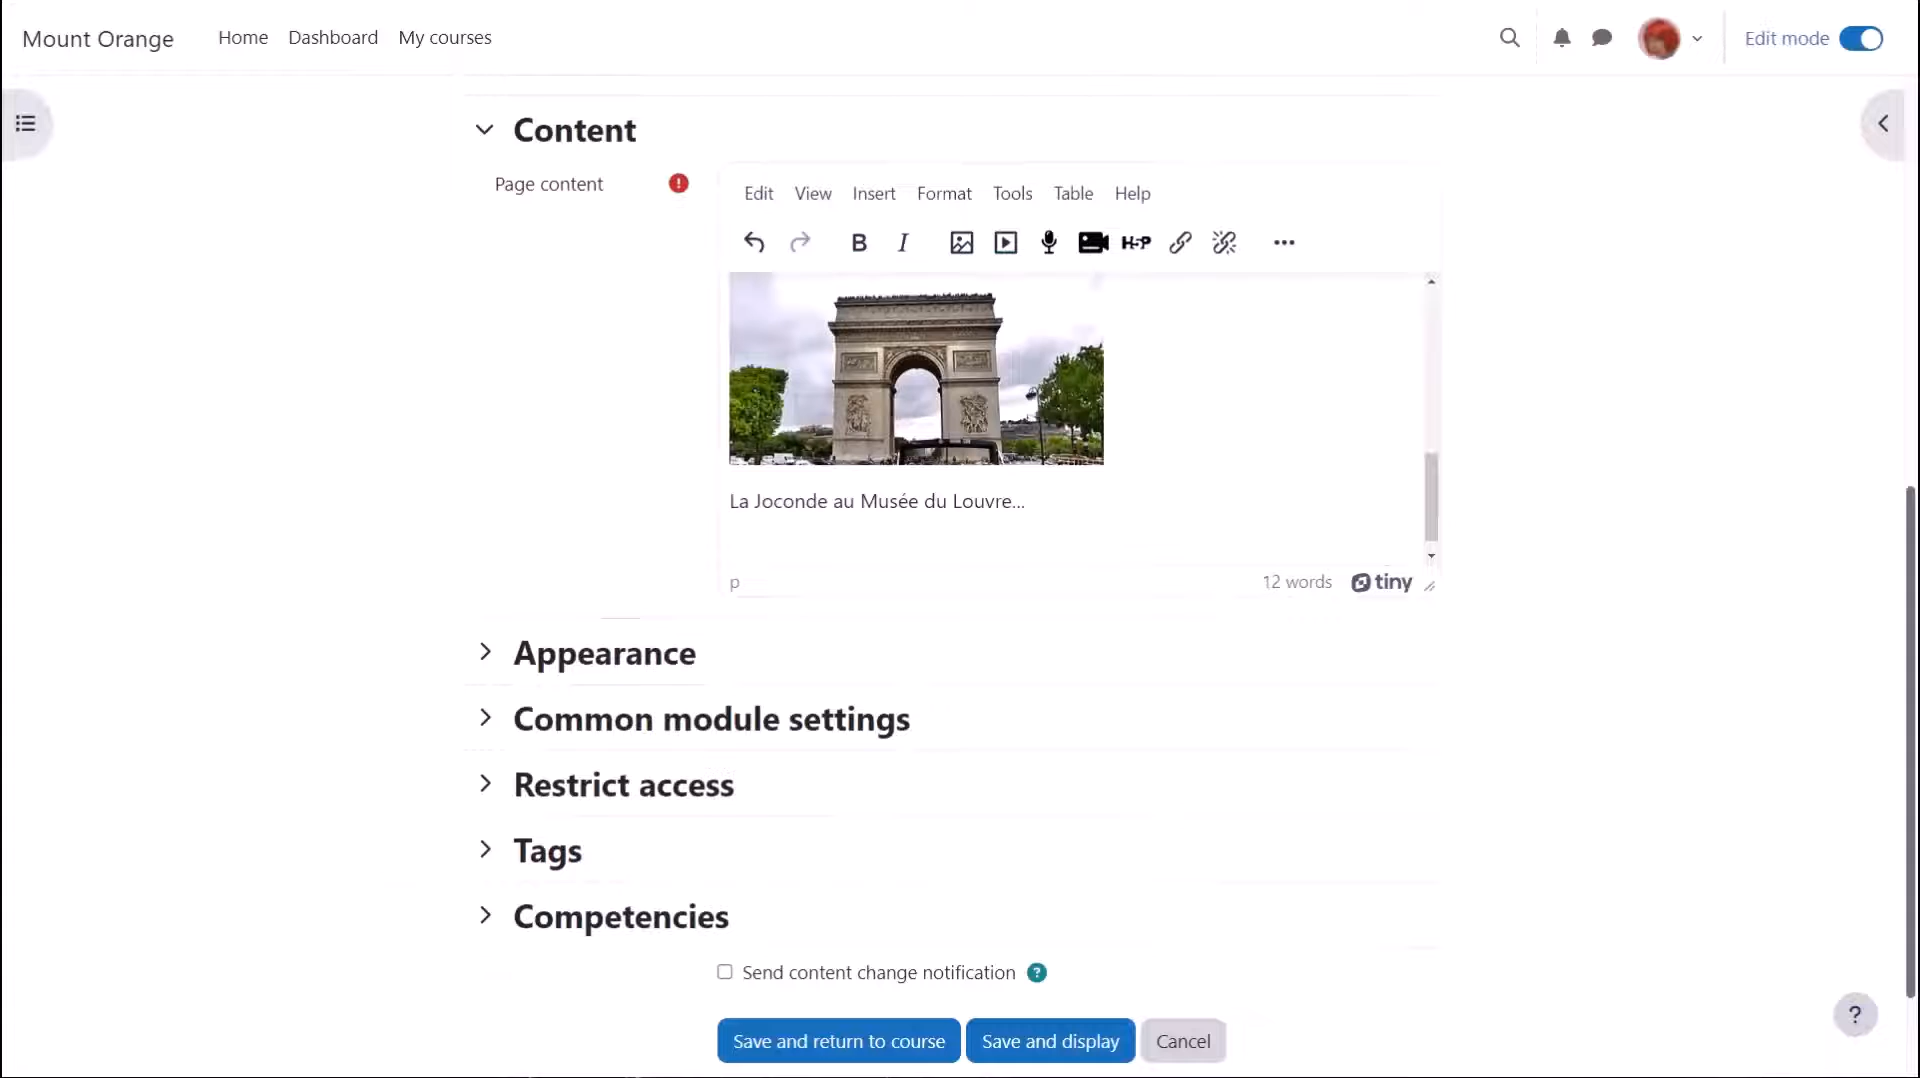 Mount Orange Home Dashboard My courses Edit mode
Content
Page content
Edit View Insert Format Tools Table Help
B I H5P
La Joconde au Musée du Louvre...
p 12 words tiny
Appearance
Common module settings
Restrict access
Tags
Competencies
Send content change notification ?
Save and return to course Save and display Cancel
?